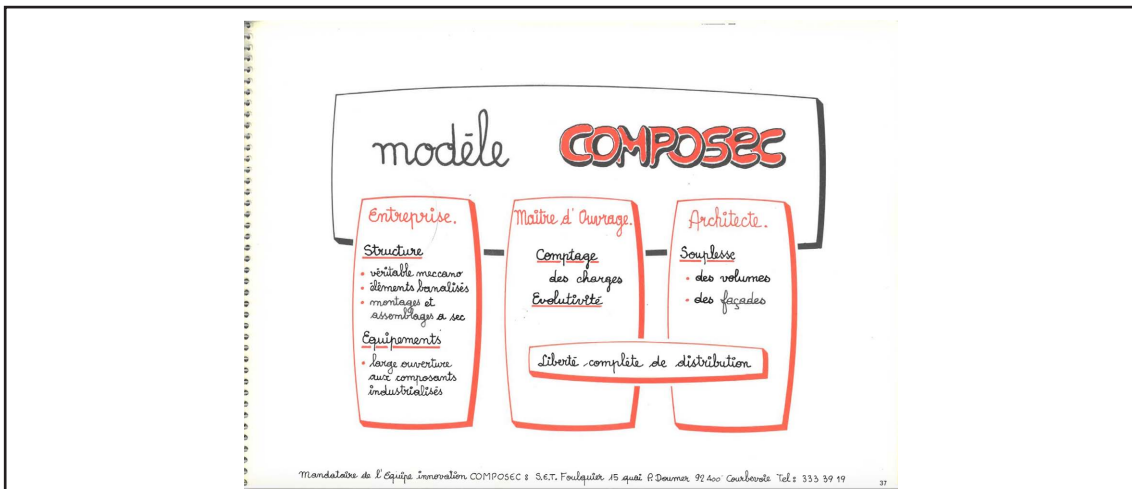 modèle COMPOSEC
Entreprise.
Structure
• véritable meccano
• éléments banalisés
• montages et
assemblages a sec
Equipements
• large ouverture
aux composants
industrialisés
Maître d'Ouvrage.
Comptage
des charges
Evolutivité
Architecte.
Souplesse
• des volumes
• des façades
Liberté complète de distribution
Mandataire de l'Equipe innovation COMPOSEC : S.E.T. Foulquier 15 quai P. Doumer 92400 Courbevoie Tel : 333 39 19
37